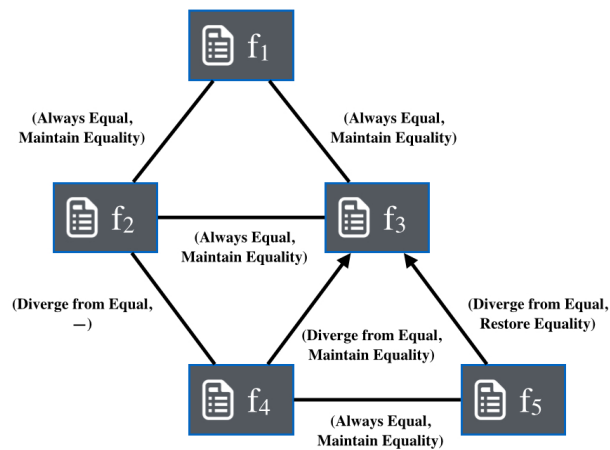 f₁
(Always Equal,
Maintain Equality)
(Always Equal,
Maintain Equality)
f₂
f₃
(Always Equal,
Maintain Equality)
(Diverge from Equal,
—)
(Diverge from Equal,
Maintain Equality)
(Diverge from Equal,
Restore Equality)
f₄
f₅
(Always Equal,
Maintain Equality)